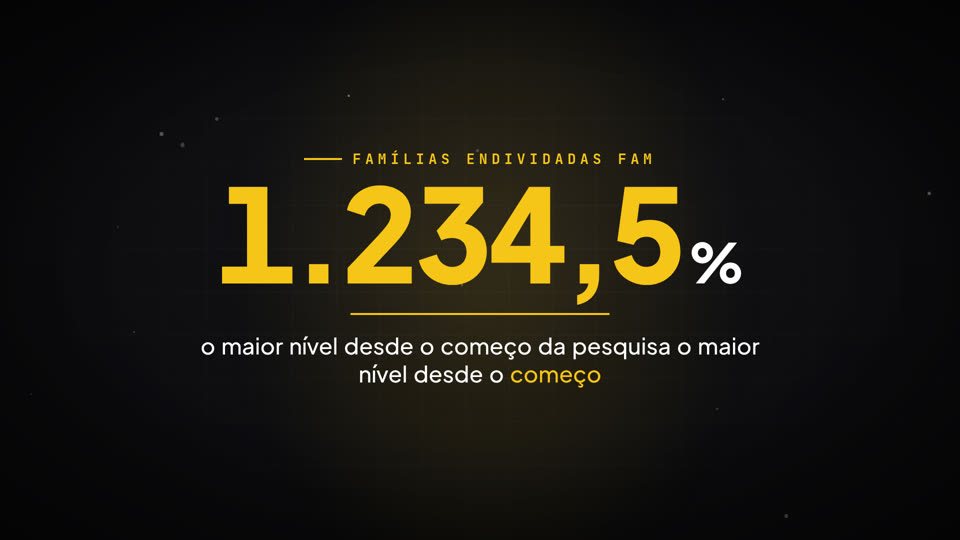 FAMÍLIAS ENDIVIDADAS FAM
1.234,5%
o maior nível desde o começo da pesquisa o maior
nível desde o começo